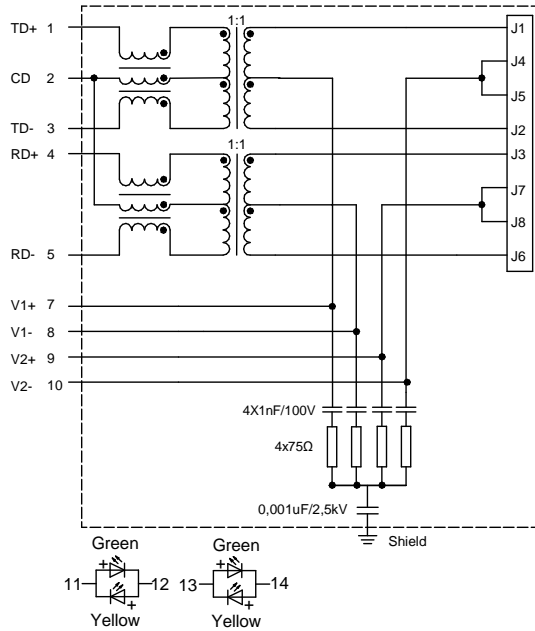 TD+ 1
1:1
J1
J4
CD 2
J5
TD- 3
J2
RD+ 4
1:1
J3
J7
J8
RD- 5
J6
V1+ 7
V1- 8
V2+ 9
V2- 10
4X1nF/100V
4x75Ω
0,001uF/2,5kV
Shield
Green
Green
+
+
11
12
13
14
+
+
Yellow
Yellow